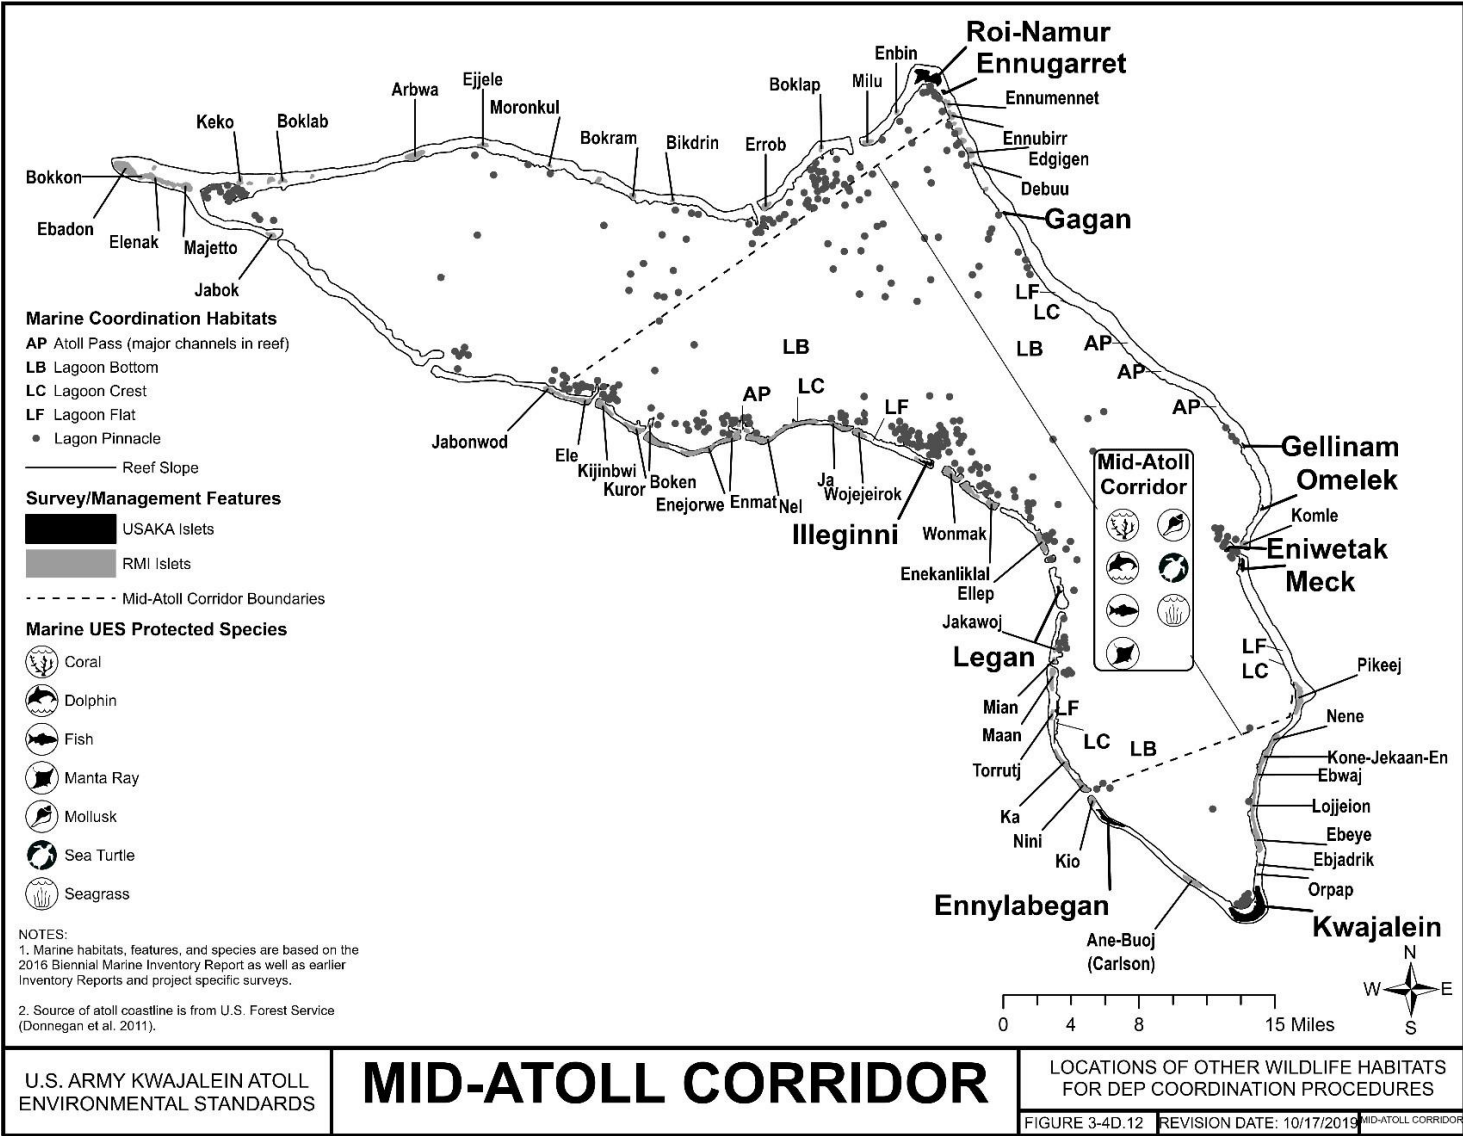 Roi-Namur
Ennugarret
Enbin
Milu
Boklap
Ennumennet
Ennubirr
Edgigen
Debuu
Gagan
Ejjele
Arbwa
Moronkul
Bokram
Bikdrin
Errob
Keko
Boklab
Bokkon
Ebadon
Elenak
Majetto
Jabok
LF
LC
LB
AP
AP
AP
LB
LC
AP
LF
Marine Coordination Habitats
AP Atoll Pass (major channels in reef)
LB Lagoon Bottom
LC Lagoon Crest
LF Lagoon Flat
Lagon Pinnacle
Reef Slope
Survey/Management Features
USAKA Islets
RMI Islets
Mid-Atoll Corridor Boundaries
Marine UES Protected Species
Coral
Dolphin
Fish
Manta Ray
Mollusk
Sea Turtle
Seagrass
NOTES:
1. Marine habitats, features, and species are based on the
2016 Biennial Marine Inventory Report as well as earlier
Inventory Reports and project specific surveys.
2. Source of atoll coastline is from U.S. Forest Service
(Donnegan et al. 2011).
Jabonwod
Ele
Kijinbwi
Kuror
Boken
Enejorwe
Enmat
Nel
Ja
Wojejeirok
Illeginni
Wonmak
Enekanliklal
Ellep
Jakawoj
Legan
Mian
Maan
Torrutj
Ka
Nini
Kio
Ennylabegan
Ane-Buoj
(Carlson)
LF
LC
LB
Mid-Atoll
Corridor
Gellinam
Omelek
Komle
Eniwetak
Meck
LF
LC
Pikeej
Nene
Kone-Jekaan-En
Ebwaj
Lojjeion
Ebeye
Ebjadrik
Orpap
Kwajalein
N
W
E
S
0 4 8 15 Miles
U.S. ARMY KWAJALEIN ATOLL
ENVIRONMENTAL STANDARDS
MID-ATOLL CORRIDOR
LOCATIONS OF OTHER WILDLIFE HABITATS
FOR DEP COORDINATION PROCEDURES
FIGURE 3-4D.12
REVISION DATE: 10/17/2019
MID-ATOLL CORRIDOR